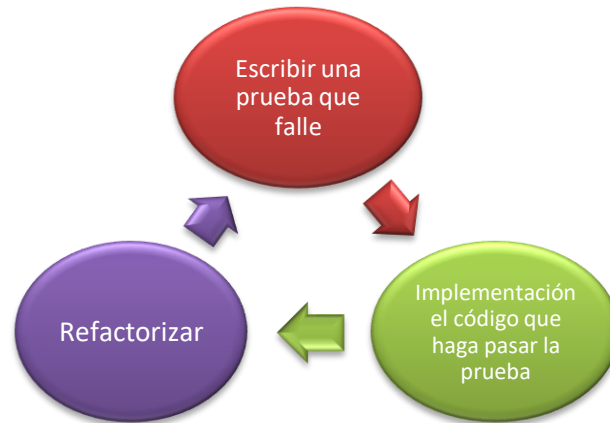 Escribir una
prueba que
falle
Implementación
el código que
haga pasar la
prueba
Refactorizar